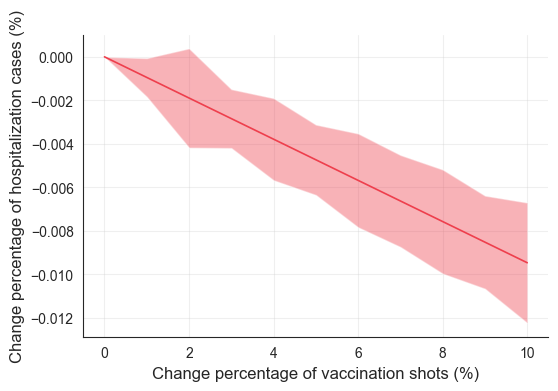 Change percentage of hospitalization cases (%)
0.000
−0.002
−0.004
−0.006
−0.008
−0.010
−0.012
0 2 4 6 8 10
Change percentage of vaccination shots (%)